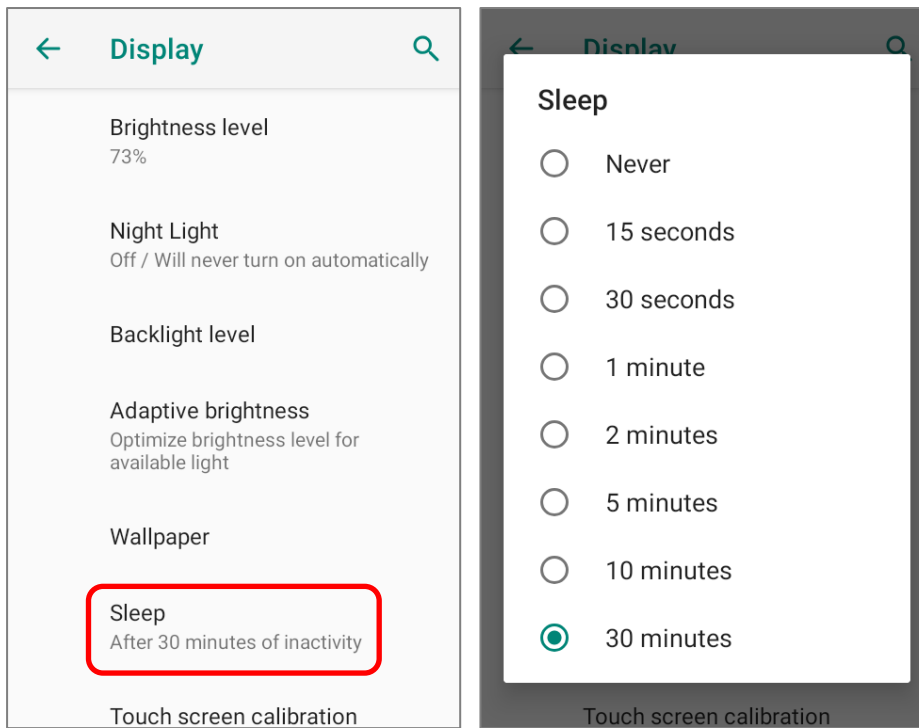 Display
Brightness level
73%
Night Light
Off / Will never turn on automatically
Backlight level
Adaptive brightness
Optimize brightness level for
available light
Wallpaper
Sleep
After 30 minutes of inactivity
Touch screen calibration
Display
Sleep
Never
15 seconds
30 seconds
1 minute
2 minutes
5 minutes
10 minutes
30 minutes
Touch screen calibration